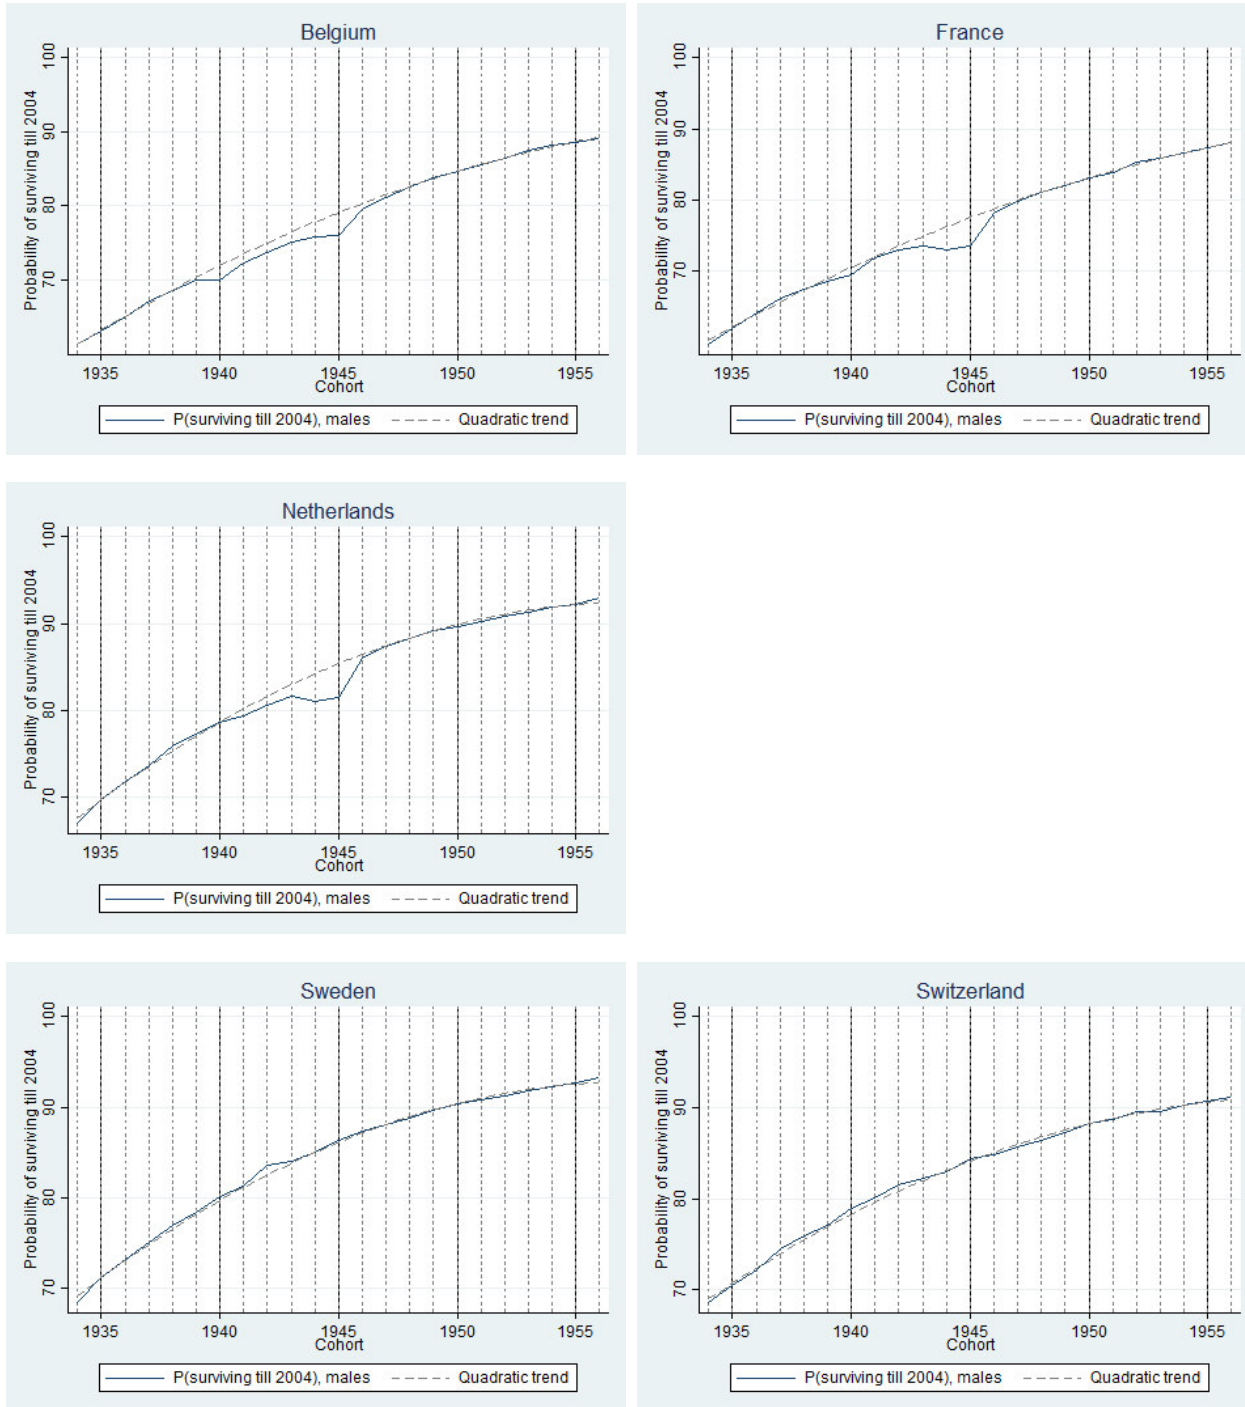 Belgium
Probability of surviving till 2004
100
90
80
70
1935 1940 1945 1950 1955
Cohort
P(surviving till 2004), males Quadratic trend
France
Probability of surviving till 2004
100
90
80
70
1935 1940 1945 1950 1955
Cohort
P(surviving till 2004), males Quadratic trend
Netherlands
Probability of surviving till 2004
100
90
80
70
1935 1940 1945 1950 1955
Cohort
P(surviving till 2004), males Quadratic trend
Sweden
Probability of surviving till 2004
100
90
80
70
1935 1940 1945 1950 1955
Cohort
P(surviving till 2004), males Quadratic trend
Switzerland
Probability of surviving till 2004
100
90
80
70
1935 1940 1945 1950 1955
Cohort
P(surviving till 2004), males Quadratic trend